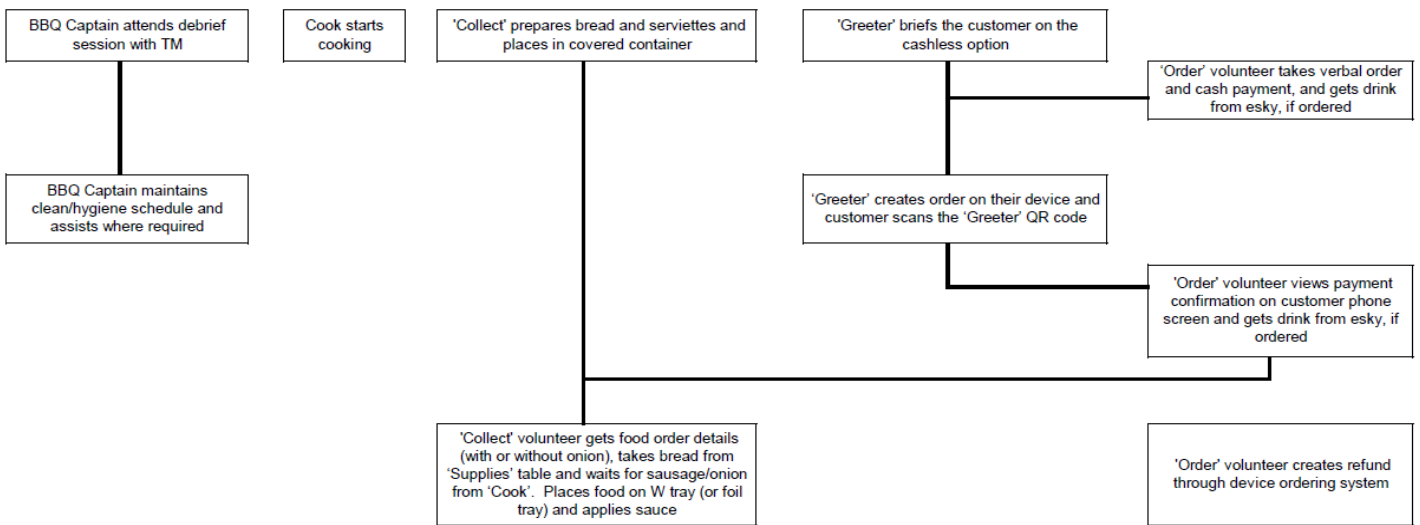 BBQ Captain attends debrief
session with TM
Cook starts
cooking
'Collect' prepares bread and serviettes and
places in covered container
'Greeter' briefs the customer on the
cashless option
‘Order’ volunteer takes verbal order
and cash payment, and gets drink
from esky, if ordered
BBQ Captain maintains
clean/hygiene schedule and
assists where required
‘Greeter’ creates order on their device and
customer scans the ‘Greeter’ QR code
'Order' volunteer views payment
confirmation on customer phone
screen and gets drink from esky, if
ordered
'Collect' volunteer gets food order details
(with or without onion), takes bread from
‘Supplies’ table and waits for sausage/onion
from ‘Cook’. Places food on W tray (or foil
tray) and applies sauce
'Order' volunteer creates refund
through device ordering system